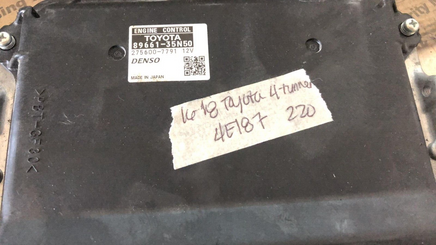 ENGINE CONTROL
TOYOTA
89661-35N50
275600-7791 12V
DENSO
MADE IN JAPAN
16 18 Toyota 4-runner
4E187 220